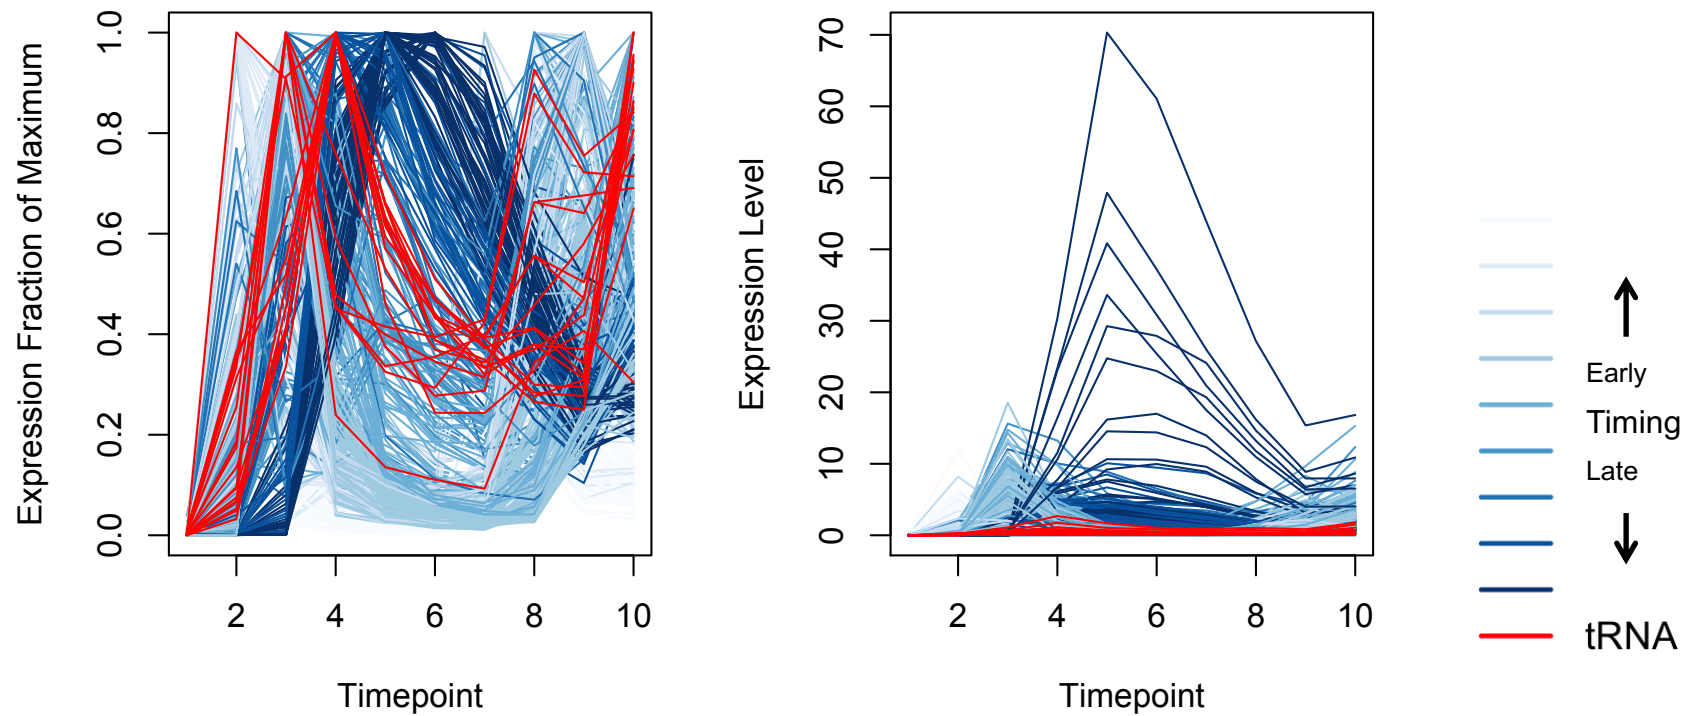 Expression Fraction of Maximum
1.0
0.8
0.6
0.4
0.2
0.0
2 4 6 8 10
Timepoint
Expression Level
70
60
50
40
30
20
10
0
2 4 6 8 10
Timepoint
Early
Timing
Late
tRNA